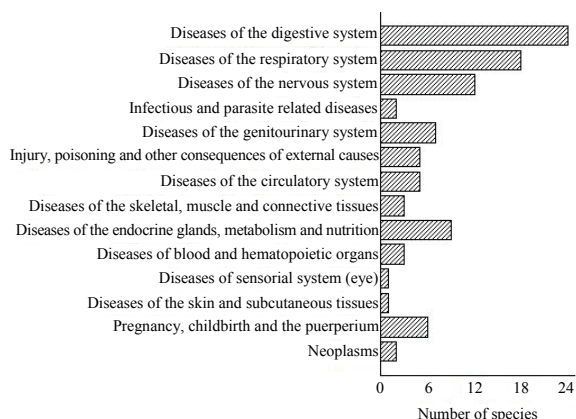 Diseases of the digestive system
Diseases of the respiratory system
Diseases of the nervous system
Infectious and parasite related diseases
Diseases of the genitourinary system
Injury, poisoning and other consequences of external causes
Diseases of the circulatory system
Diseases of the skeletal, muscle and connective tissues
Diseases of the endocrine glands, metabolism and nutrition
Diseases of blood and hematopoietic organs
Diseases of sensorial system (eye)
Diseases of the skin and subcutaneous tissues
Pregnancy, childbirth and the puerperium
Neoplasms
0 6 12 18 24
Number of species